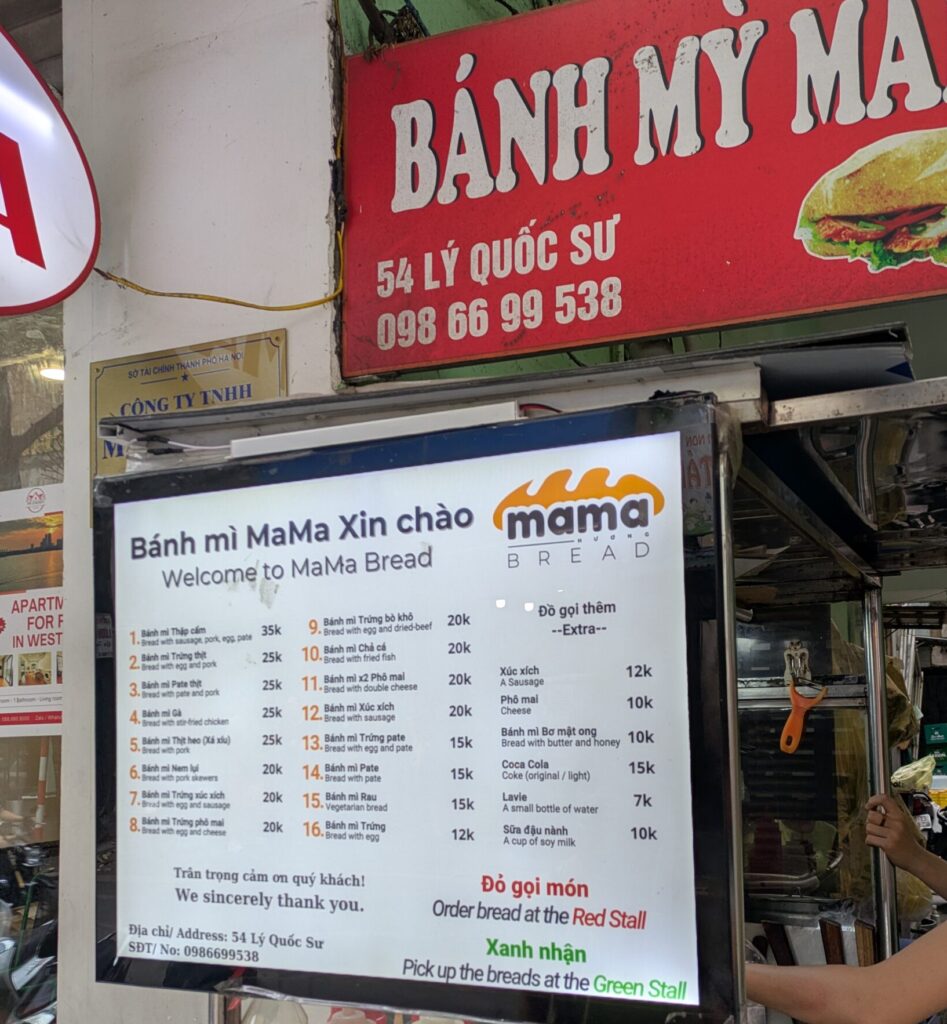 BÁNH MỲ MA
54 LÝ QUỐC SƯ
098 66 99 538
A
SỞ TÀI CHÍNH THÀNH PHỐ HÀ NỘI
CÔNG TY TNHH
M
APARTM
FOR
IN WEST
Bánh mì MaMa Xin chào
Welcome to MaMa Bread
mama
HƯƠNG
BREAD
1. Bánh mì Thập cẩm 35k
Bread with sausage, pork, egg, pate
2. Bánh mì Trứng thịt 25k
Bread with egg and pork
3. Bánh mì Pate thịt 25k
Bread with pate and pork
4. Bánh mì Gà 25k
Bread with stir-fried chicken
5. Bánh mì Thịt heo (Xá xíu) 25k
Bread with pork
6. Bánh mì Nem lụi 20k
Bread with pork skewers
7. Bánh mì Trứng xúc xích 20k
Bread with egg and sausage
8. Bánh mì Trứng phô mai 20k
Bread with egg and cheese
9. Bánh mì Trứng bò khô 20k
Bread with egg and dried-beef
10. Bánh mì Chả cá 20k
Bread with fried fish
11. Bánh mì x2 Phô mai 20k
Bread with double cheese
12. Bánh mì Xúc xích 20k
Bread with sausage
13. Bánh mì Trứng pate 15k
Bread with egg and pate
14. Bánh mì Pate 15k
Bread with pate
15. Bánh mì Rau 15k
Vegetarian bread
16. Bánh mì Trứng 12k
Bread with egg
Đồ gọi thêm
--Extra--
Xúc xích 12k
A Sausage
Phô mai 10k
Cheese
Bánh mì Bơ mật ong 10k
Bread with butter and honey
Coca Cola 15k
Coke (original / light)
Lavie 7k
A small bottle of water
Sữa đậu nành 10k
A cup of soy milk
Trân trọng cảm ơn quý khách!
We sincerely thank you.
Địa chỉ/ Address: 54 Lý Quốc Sư
SĐT/ No: 0986699538
Đỏ gọi món
Order bread at the Red Stall
Xanh nhận
Pick up the breads at the Green Stall